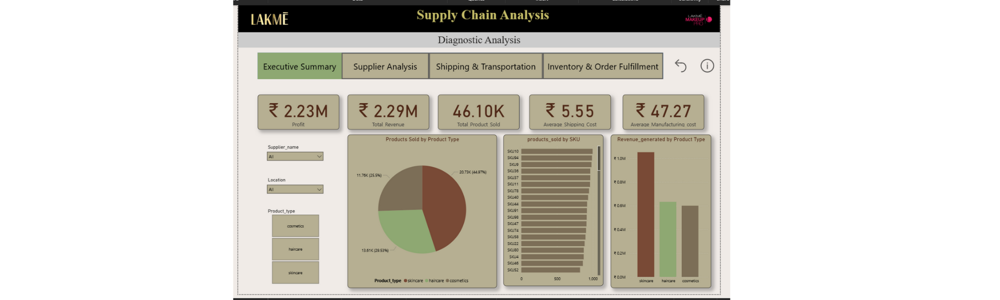 LAKMĒ
Supply Chain Analysis
LAKMĒ
MAKEUP
PRO
Diagnostic Analysis
Executive Summary
Supplier Analysis
Shipping & Transportation
Inventory & Order Fulfillment
₹ 2.23M
Profit
₹ 2.29M
Total Revenue
46.10K
Total Product Sold
₹ 5.55
Average Shipping Cost
₹ 47.27
Average Manufacturing cost
Supplier_name
All
Location
All
Product_type
cosmetics
haircare
skincare
Products Sold by Product Type
11.76K (25.5%)
20.73K (44.97%)
13.61K (29.53%)
Product_type skincare haircare cosmetics
products_sold by SKU
SKU10
SKU94
SKU9
SKU36
SKU37
SKU11
SKU78
SKU40
SKU44
SKU91
SKU98
SKU47
SKU74
SKU58
SKU22
SKU80
SKU4
SKU46
SKU52
0 500 1,000
Revenue_generated by Product Type
₹ 1.0M
₹ 0.8M
₹ 0.6M
₹ 0.4M
₹ 0.2M
₹ 0.0M
skincare haircare cosmetics